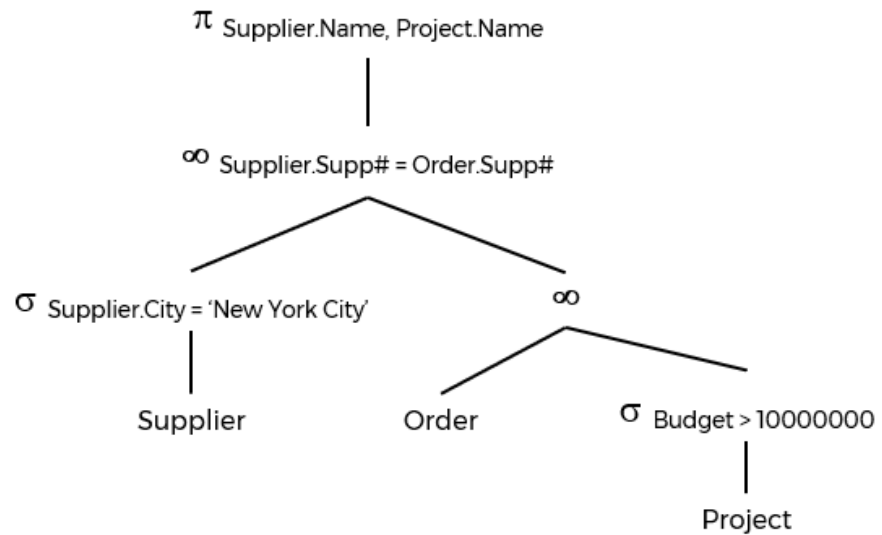 π Supplier.Name, Project.Name
∞ Supplier.Supp# = Order.Supp#
σ Supplier.City = ‘New York City’
∞
Supplier
Order
σ Budget > 10000000
Project